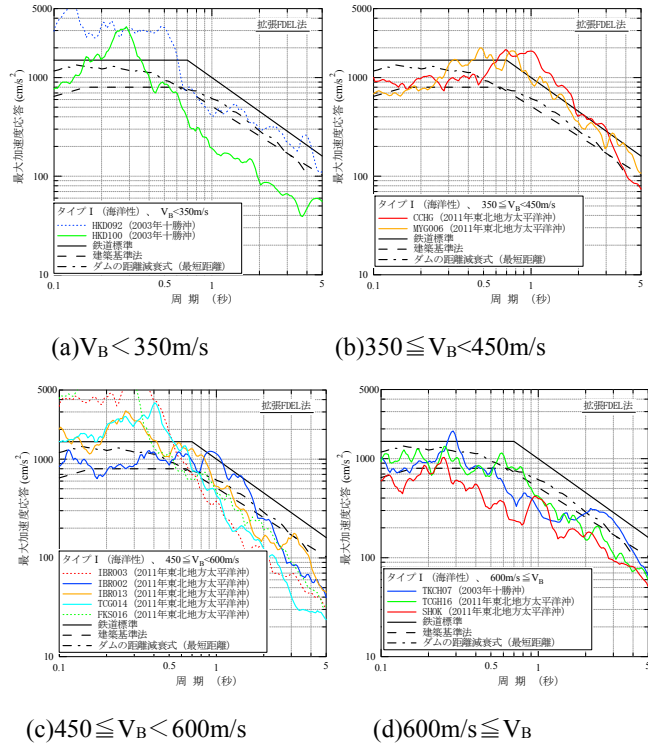 拡張FDEL法
最大加速度応答 (cm/s²)
5000
1000
100
10
タイプⅠ（海洋性）、 V_B<350m/s
HKD092（2003年十勝沖）
HKD100（2003年十勝沖）
鉄道標準
建築基準法
ダムの距離減衰式（最短距離）
0.1 0.5 1 5
周 期 （秒）
(a)V_B＜350m/s
拡張FDEL法
最大加速度応答 (cm/s²)
5000
1000
100
10
タイプⅠ（海洋性）、 350≦V_B<450m/s
CCHG（2011年東北地方太平洋沖）
MYG006（2011年東北地方太平洋沖）
鉄道標準
建築基準法
ダムの距離減衰式（最短距離）
0.1 0.5 1 5
周 期 （秒）
(b)350≦V_B<450m/s
拡張FDEL法
最大加速度応答 (cm/s²)
5000
1000
100
10
タイプⅠ（海洋性）、 450≦V_B<600m/s
IBR003（2011年東北地方太平洋沖）
IBR002（2011年東北地方太平洋沖）
IBR013（2011年東北地方太平洋沖）
TCG014（2011年東北地方太平洋沖）
FKS016（2011年東北地方太平洋沖）
鉄道標準
建築基準法
ダムの距離減衰式（最短距離）
0.1 0.5 1 5
周 期 （秒）
(c)450≦V_B＜600m/s
拡張FDEL法
最大加速度応答 (cm/s²)
5000
1000
100
10
タイプⅠ（海洋性）、 600m/s≦V_B
TKCH07（2003年十勝沖）
TCGH16（2011年東北地方太平洋沖）
SHOK（2011年東北地方太平洋沖）
鉄道標準
建築基準法
ダムの距離減衰式（最短距離）
0.1 0.5 1 5
周 期 （秒）
(d)600m/s≦V_B